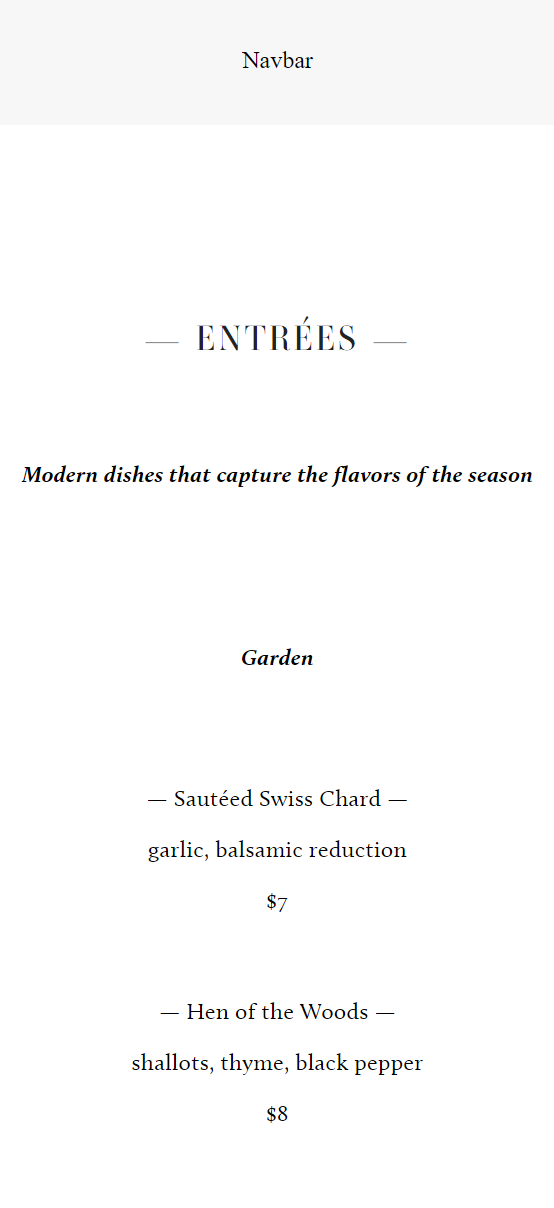 Navbar
— ENTRÉES —
Modern dishes that capture the flavors of the season
Garden
— Sautéed Swiss Chard —
garlic, balsamic reduction
$7
— Hen of the Woods —
shallots, thyme, black pepper
$8